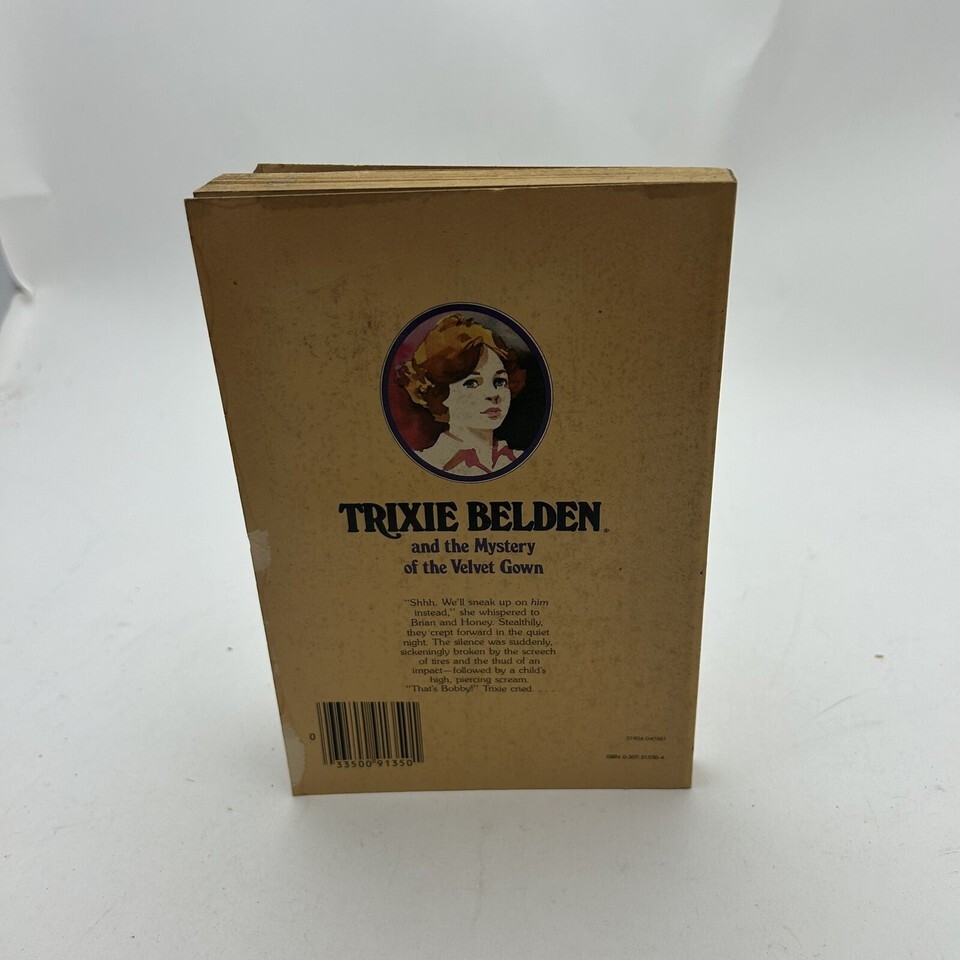 TRIXIE BELDEN®
and the Mystery
of the Velvet Gown
"Shhh. We'll sneak up on him
instead," she whispered to
Brian and Honey. Stealthily,
they crept forward in the quiet
night. The silence was suddenly,
sickeningly broken by the screech
of tires and the thud of an
impact—followed by a child's
high, piercing scream.
"That's Bobby!" Trixie cried. . . .
0
33500 91350
ISBN